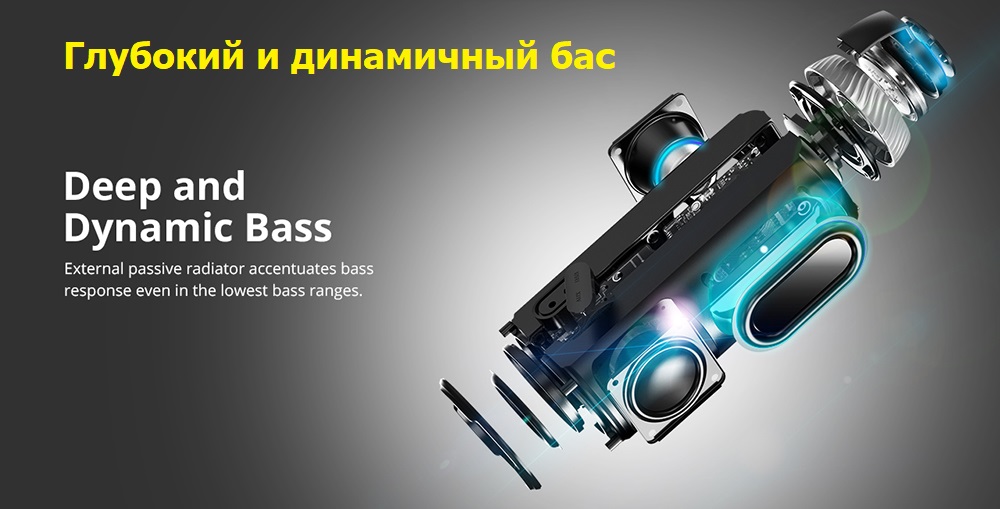 Глубокий и динамичный бас
Deep and
Dynamic Bass
External passive radiator accentuates bass
response even in the lowest bass ranges.